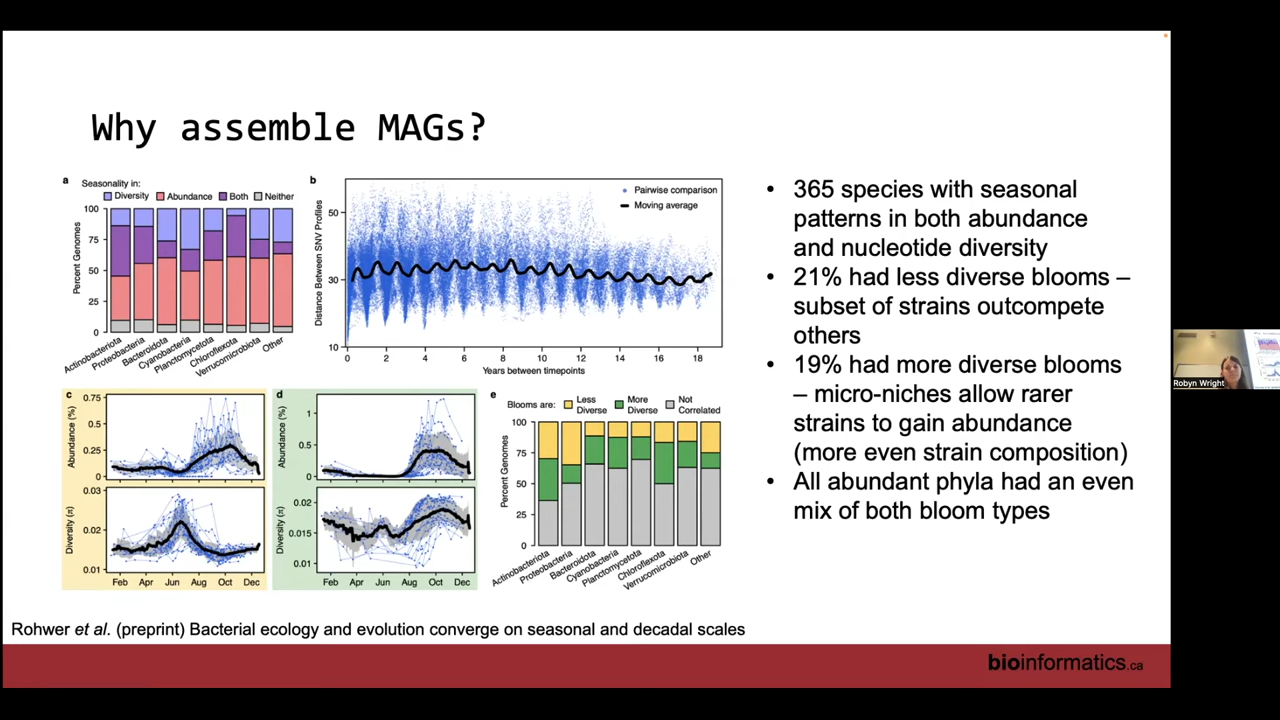 Why assemble MAGs?
a
Seasonality in:
Diversity Abundance Both Neither
Percent Genomes
100
75
50
25
0
Actinobacteriota
Proteobacteria
Bacteroidota
Cyanobacteria
Planctomycetota
Chloroflexota
Verrucomicrobiota
Other
b
Pairwise comparison
Moving average
Distance Between SNV Profiles
50
30
10
0 2 4 6 8 10 12 14 16 18
Years between timepoints
c
Abundance (%)
0.75
0.50
0.25
0
Diversity (π)
0.03
0.02
0.01
Feb Apr Jun Aug Oct Dec
d
Abundance (%)
1
0.5
0
Diversity (π)
0.02
0.015
0.01
Feb Apr Jun Aug Oct Dec
e
Blooms are:
Less Diverse
More Diverse
Not Correlated
Percent Genomes
100
75
50
25
0
Actinobacteriota
Proteobacteria
Bacteroidota
Cyanobacteria
Planctomycetota
Chloroflexota
Verrucomicrobiota
Other
• 365 species with seasonal
patterns in both abundance
and nucleotide diversity
• 21% had less diverse blooms –
subset of strains outcompete
others
• 19% had more diverse blooms
– micro-niches allow rarer
strains to gain abundance
(more even strain composition)
• All abundant phyla had an even
mix of both bloom types
Rohwer et al. (preprint) Bacterial ecology and evolution converge on seasonal and decadal scales
bioinformatics.ca
Robyn Wright